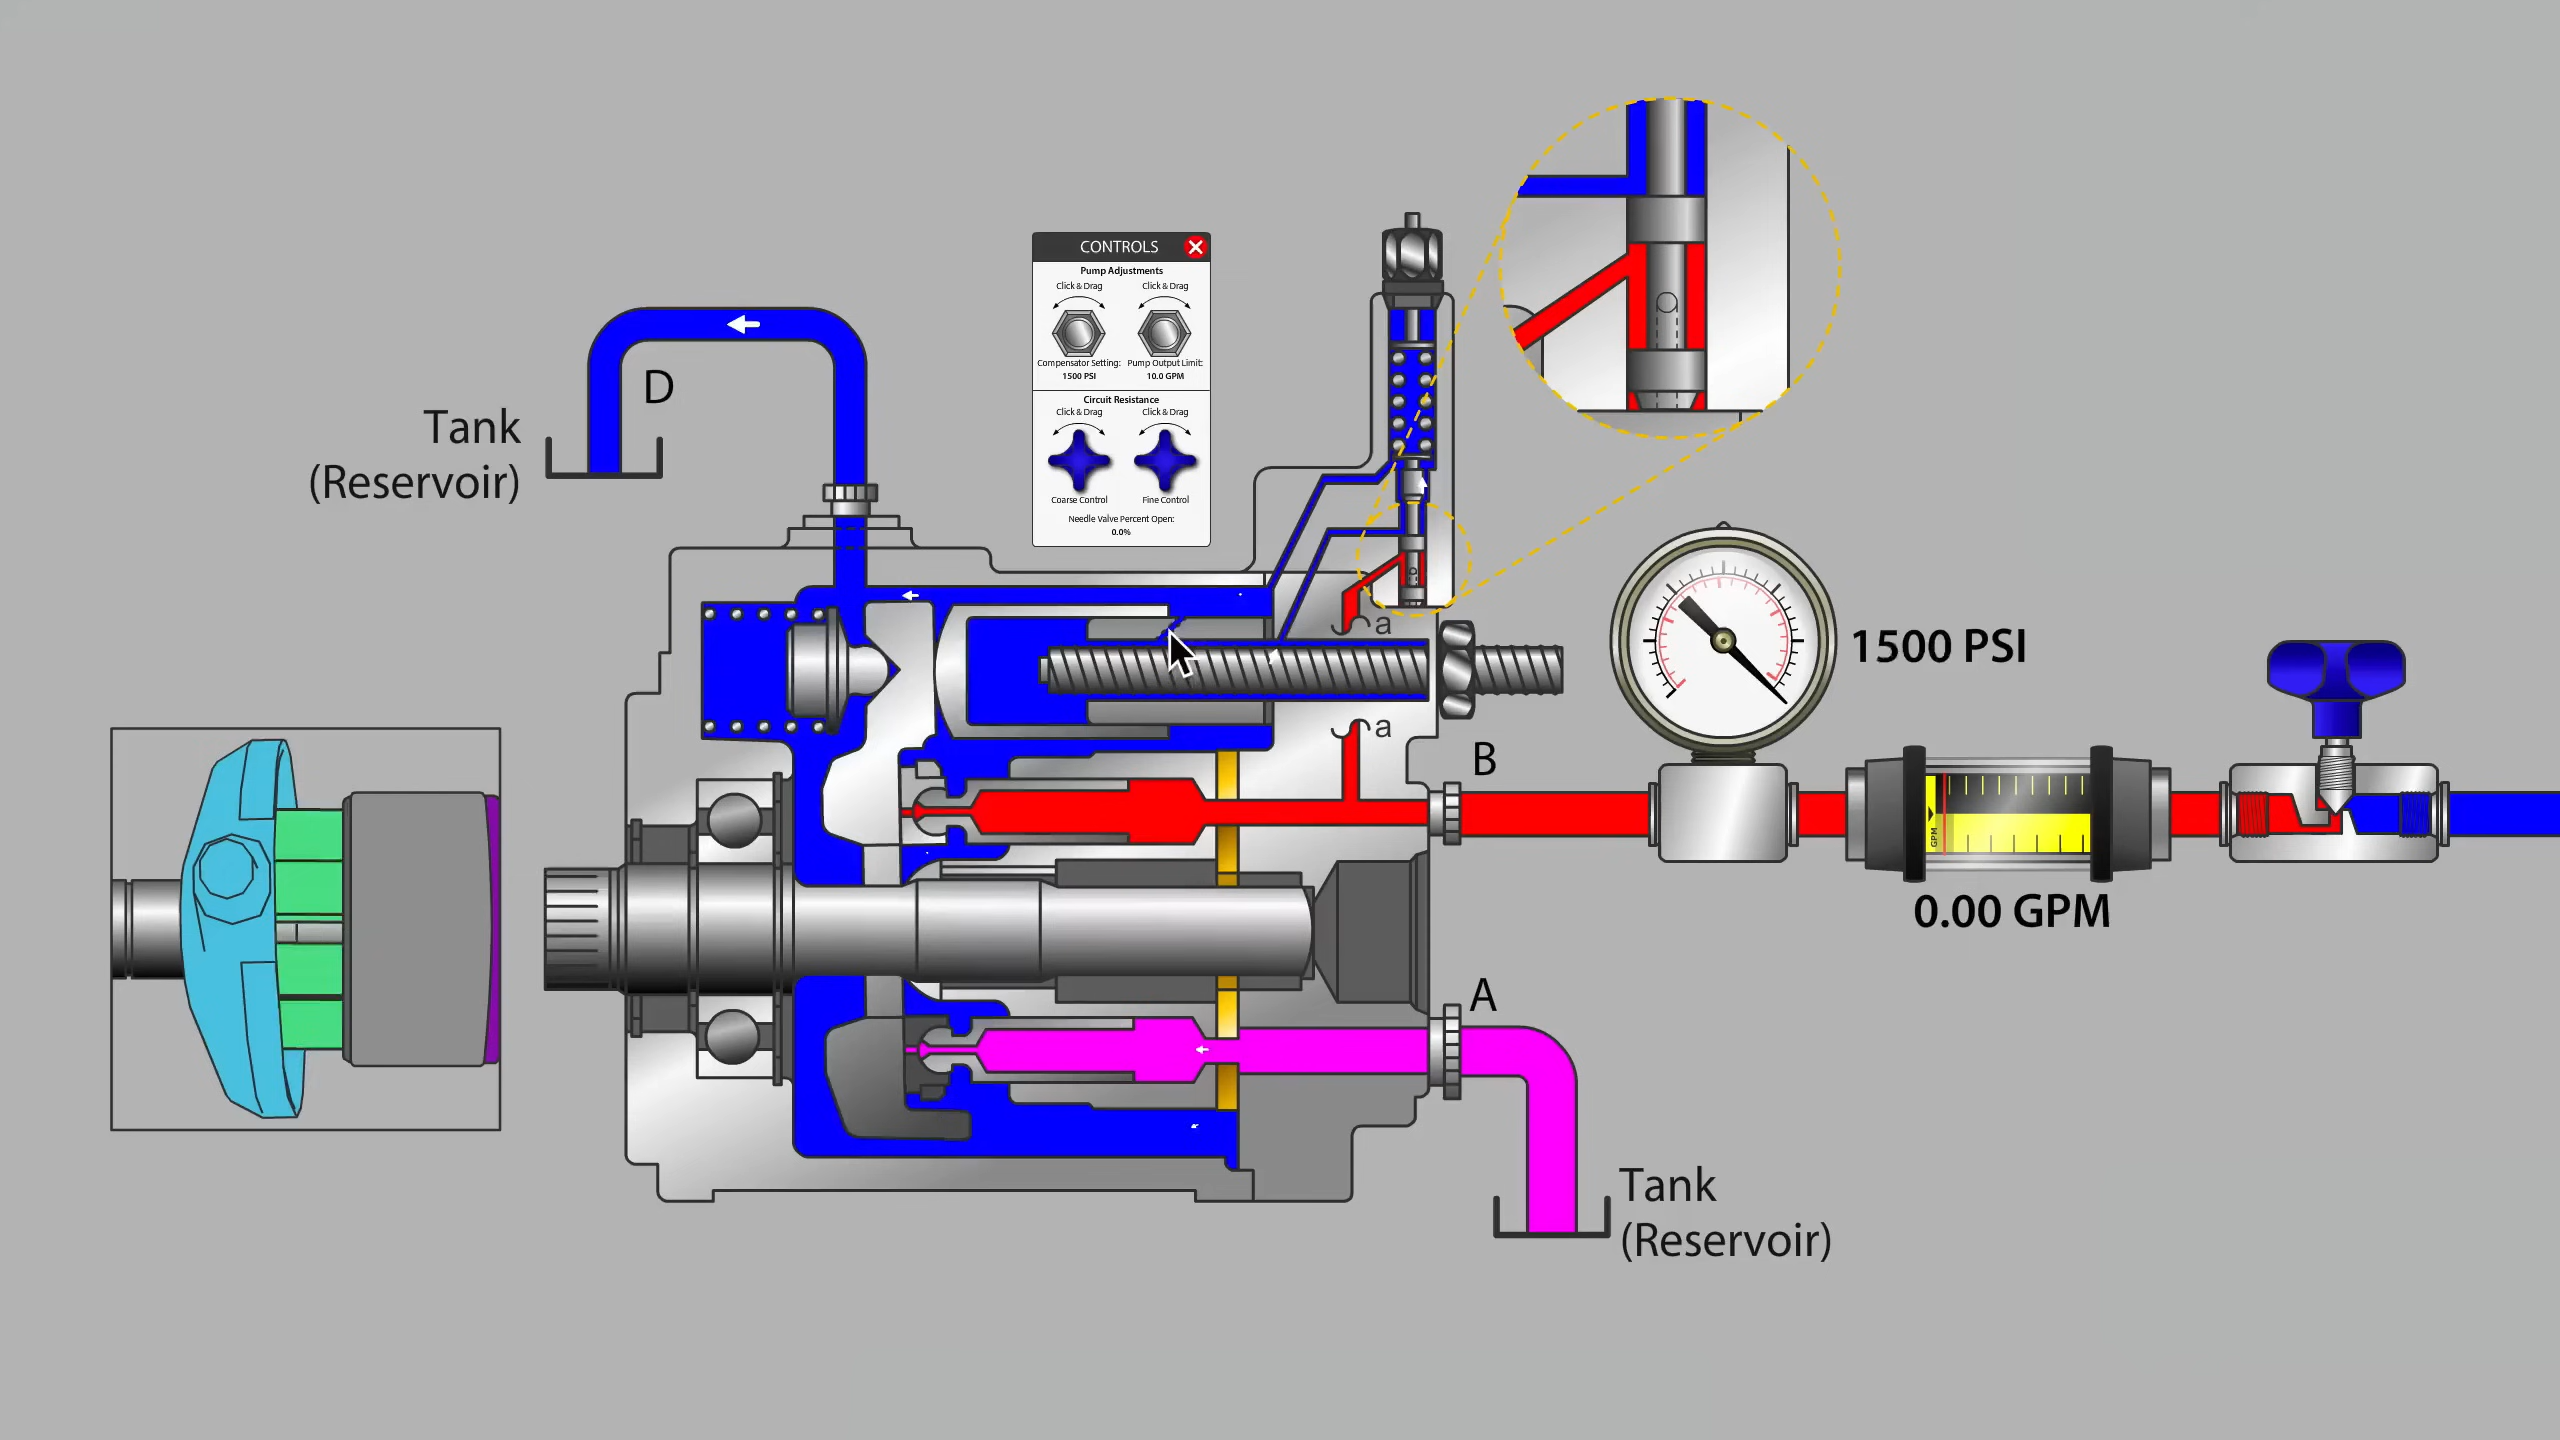 CONTROLS
Pump Adjustments
Click & Drag Click & Drag
Compensator Setting: Pump Output Limit:
1500 PSI 10.0 GPM
Circuit Resistance
Click & Drag Click & Drag
Coarse Control Fine Control
Needle Valve Percent Open:
0.0%
D
Tank
(Reservoir)
a
a
1500 PSI
B
GPM
0.00 GPM
A
Tank
(Reservoir)